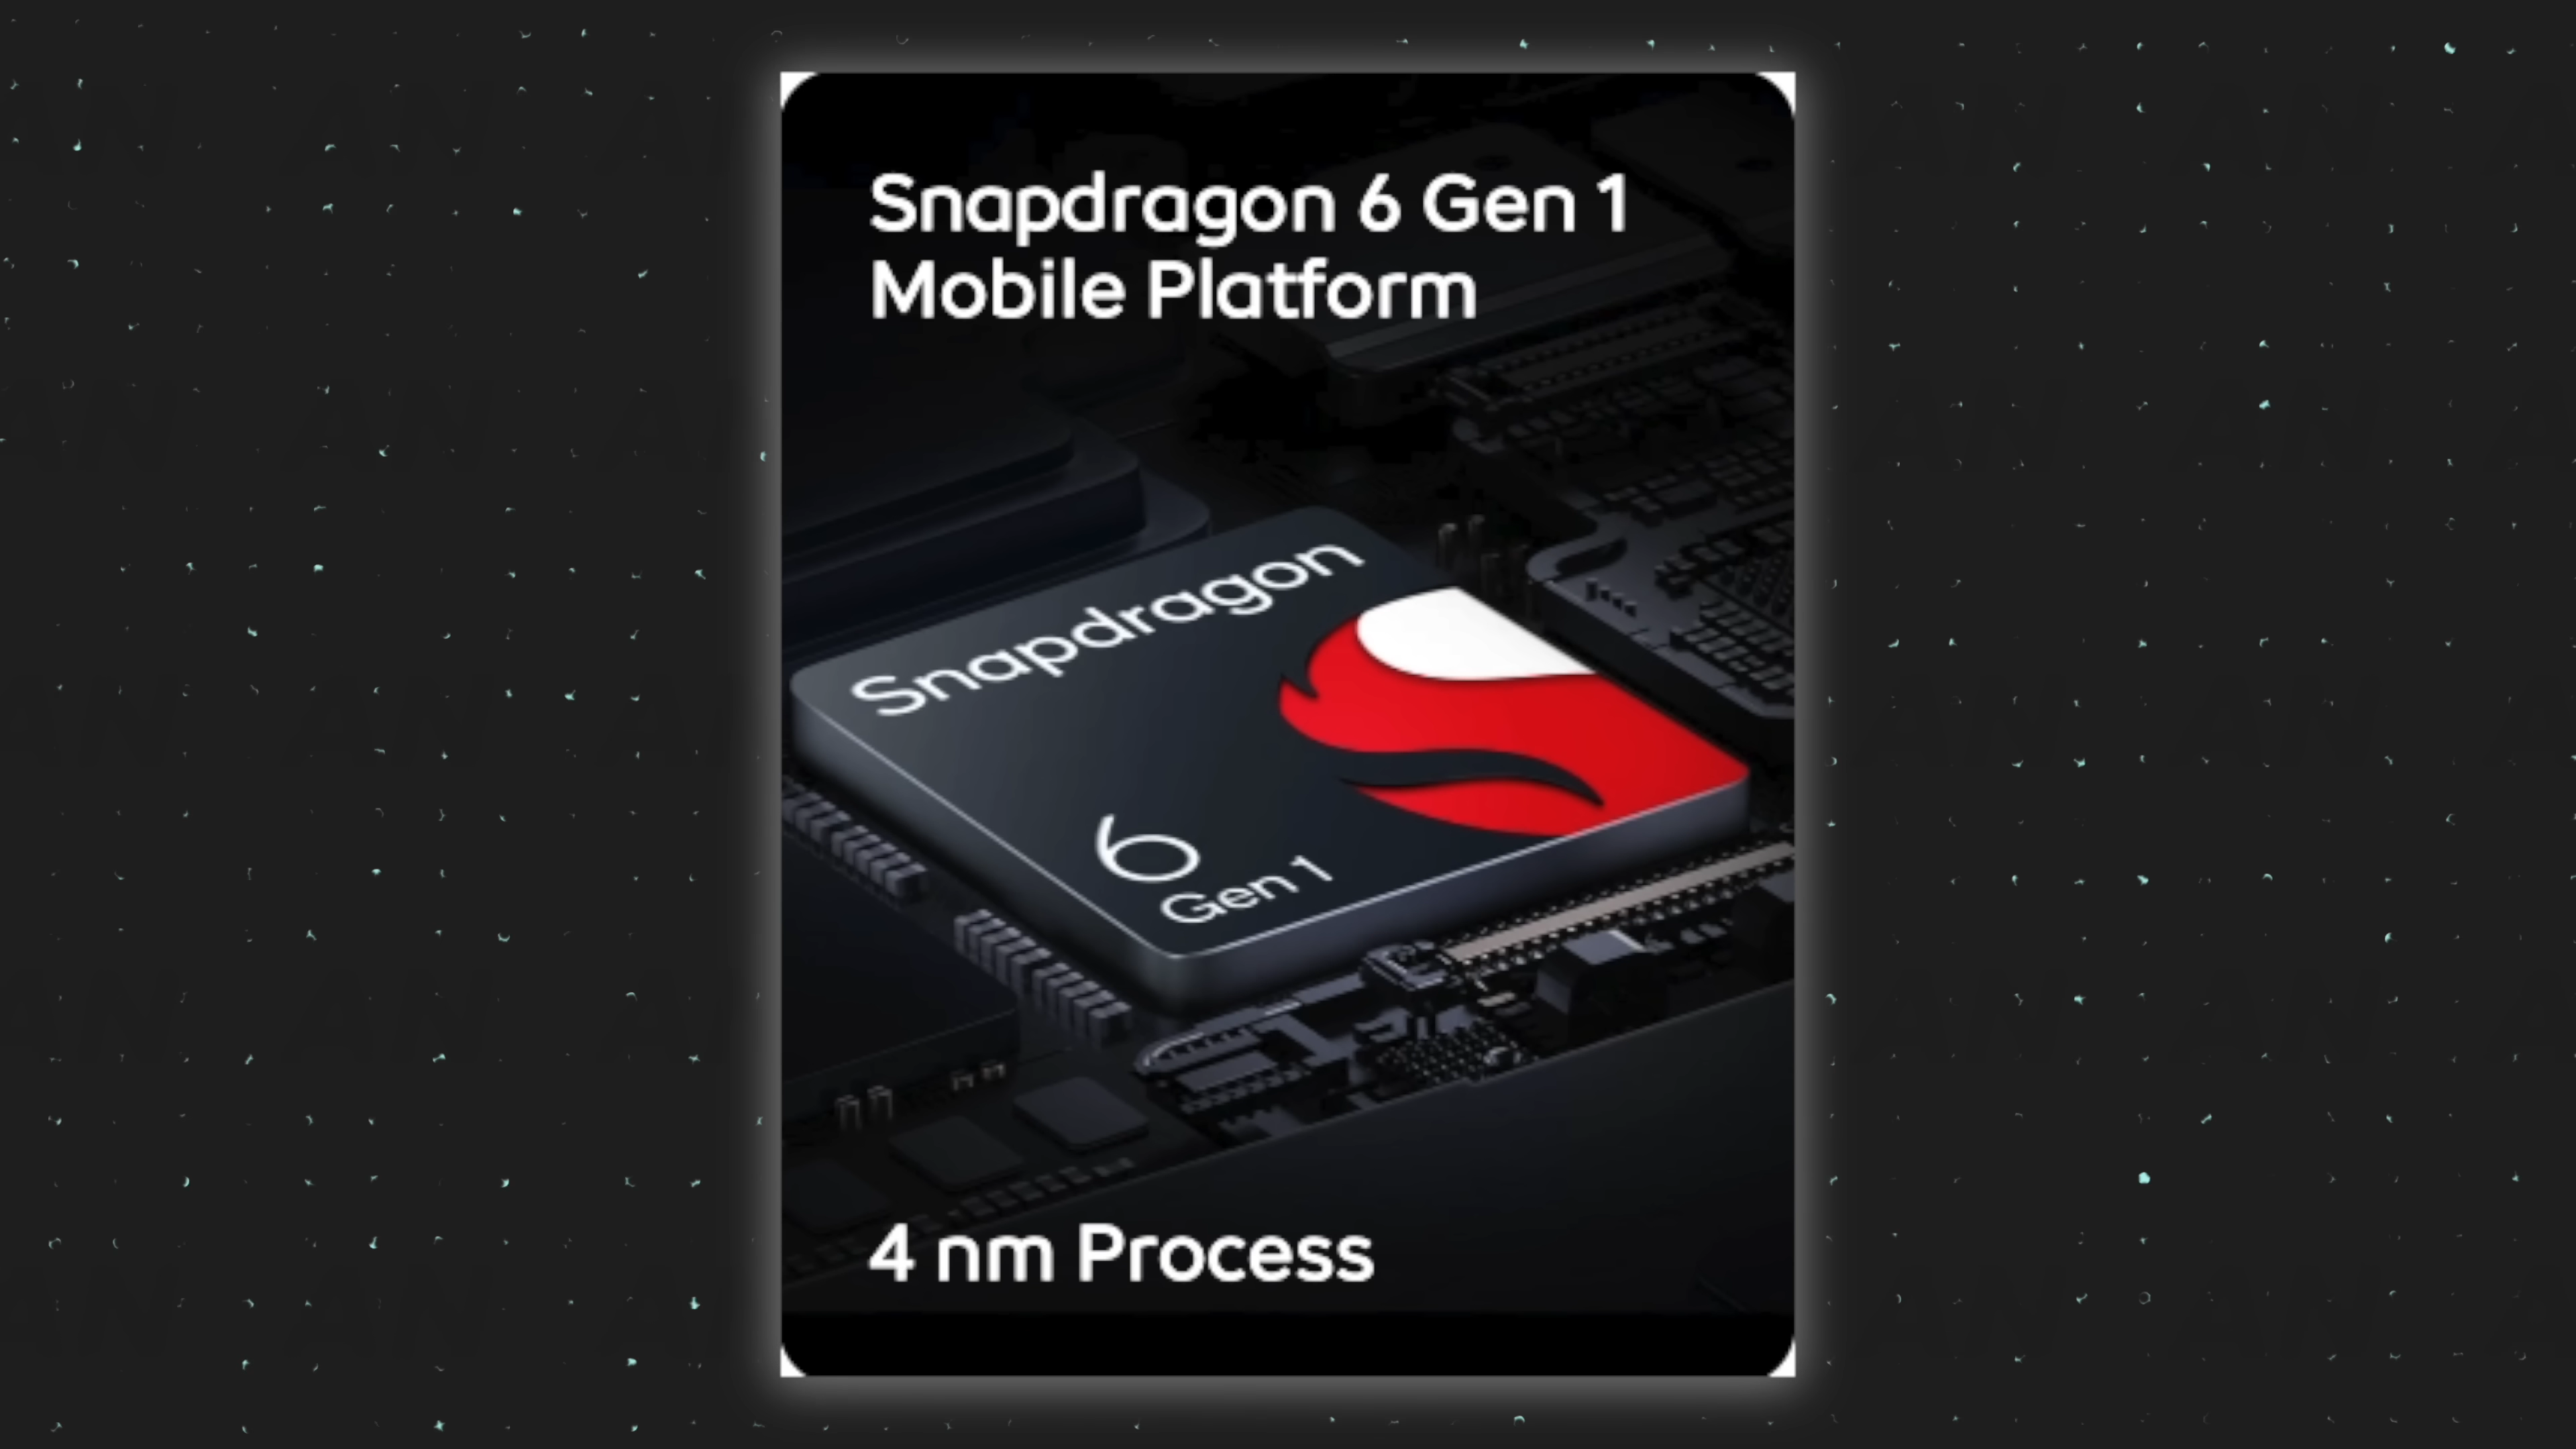 Snapdragon 6 Gen 1
Mobile Platform
Snapdragon
6
Gen 1
4 nm Process